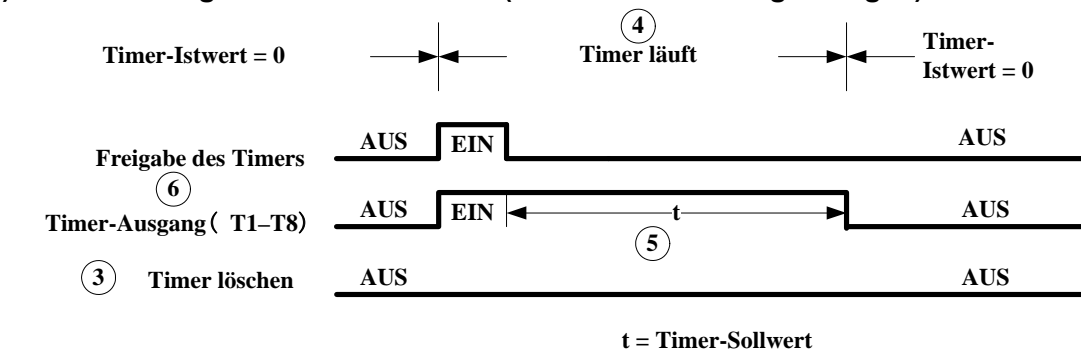 ④
Timer-Istwert = 0
Timer läuft
Timer-
Istwert = 0
AUS
EIN
AUS
Freigabe des Timers
⑥
Timer-Ausgang( T1–T8)
AUS
EIN
t
AUS
⑤
③
Timer löschen
AUS
AUS
t = Timer-Sollwert